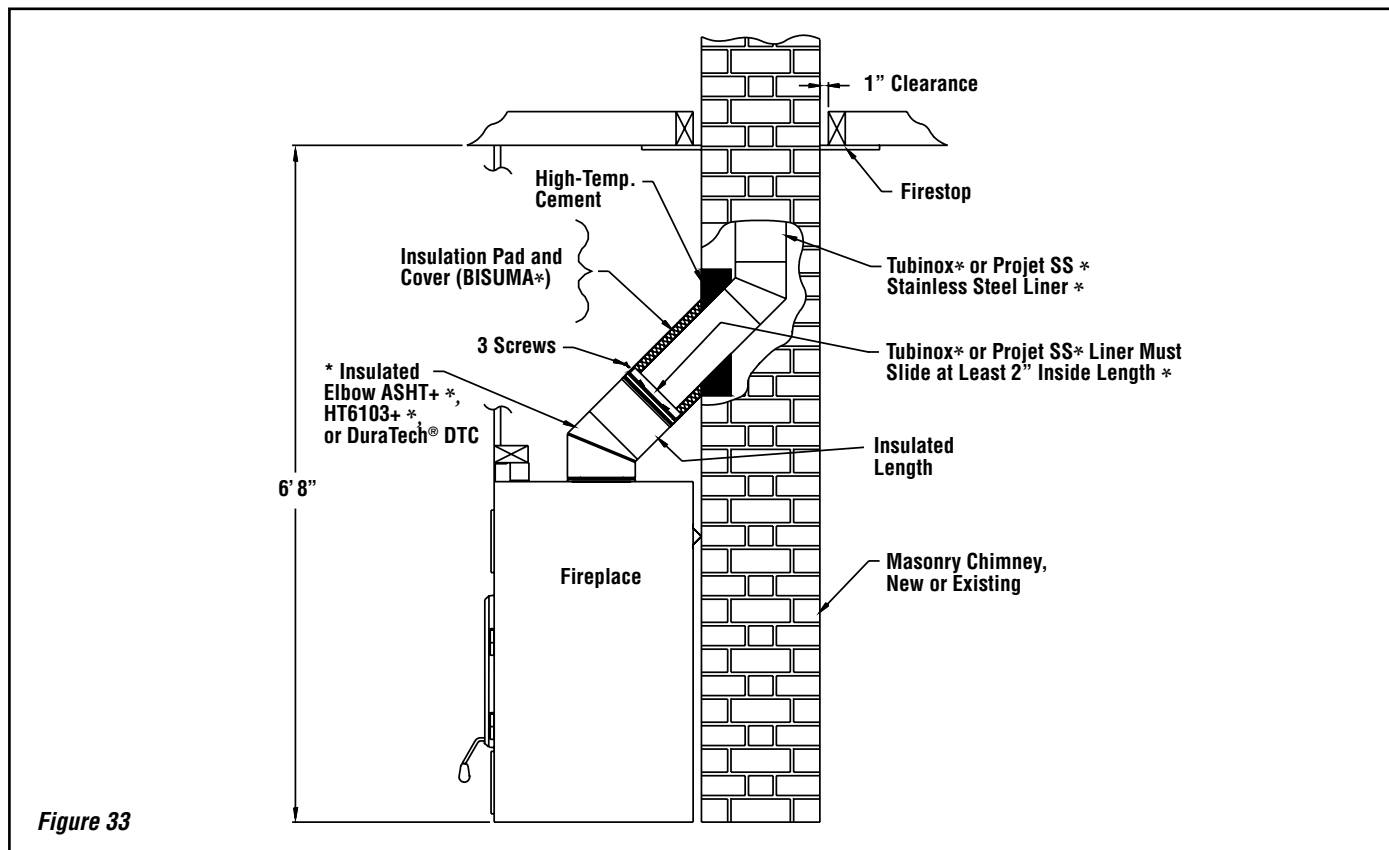 1” Clearance
High-Temp.
Cement
Firestop
Insulation Pad and
Cover (BISUMA*)
Tubinox* or Projet SS *
Stainless Steel Liner *
3 Screws
Tubinox* or Projet SS* Liner Must
Slide at Least 2” Inside Length *
* Insulated
Elbow ASHT+ *,
HT6103+ *,
or DuraTech® DTC
Insulated
Length
6’ 8”
Fireplace
Masonry Chimney,
New or Existing
Figure 33